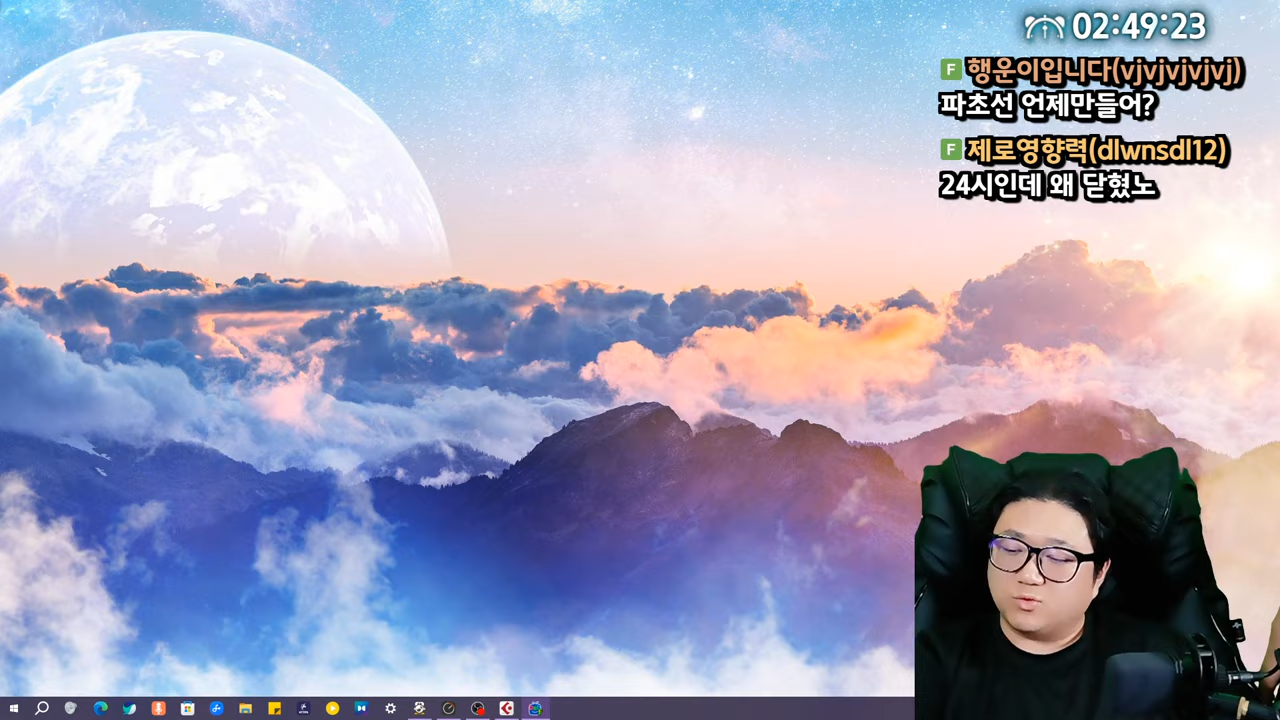 02:49:23
F 행운이입니다(vjvjvjvjvj)
파초선 언제만들어?
F 제로영향력(dlwnsdl12)
24시인데 왜 닫혔노